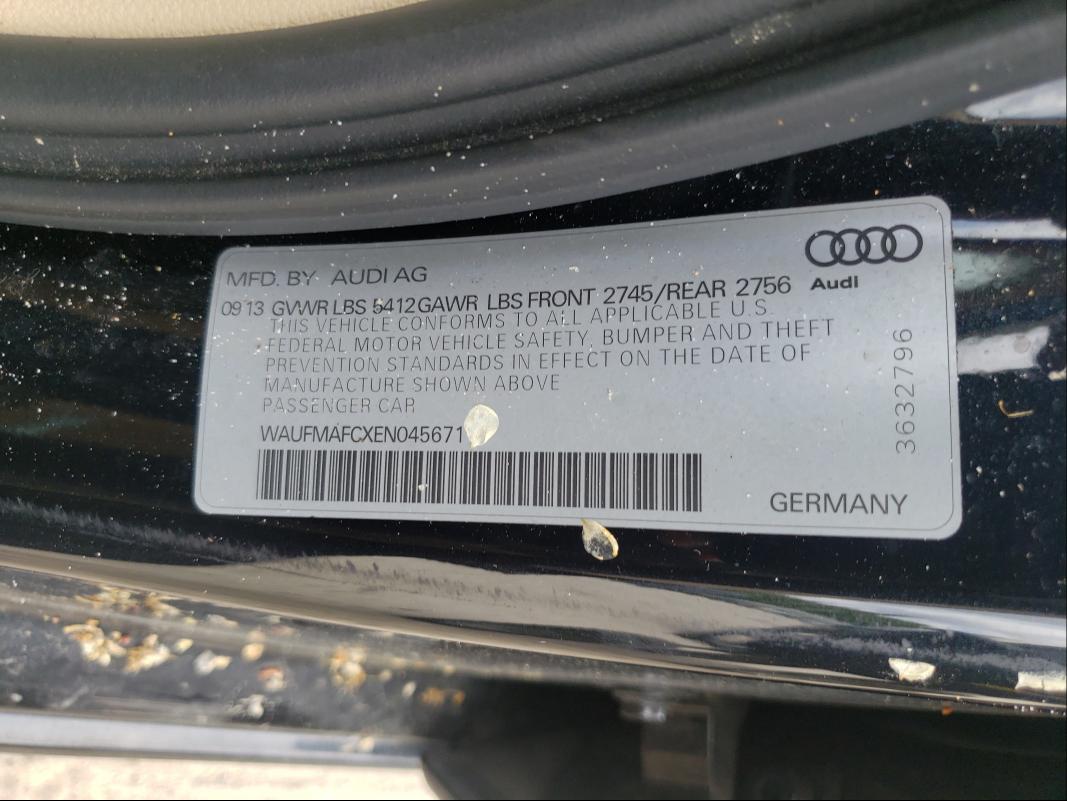 MFD. BY AUDI AG
Audi
09 13 GVWR LBS 5412 GAWR LBS FRONT 2745/REAR 2756
THIS VEHICLE CONFORMS TO ALL APPLICABLE U.S.
FEDERAL MOTOR VEHICLE SAFETY, BUMPER AND THEFT
PREVENTION STANDARDS IN EFFECT ON THE DATE OF
MANUFACTURE SHOWN ABOVE
PASSENGER CAR
WAUFMAFCXEN045671
3632796
GERMANY